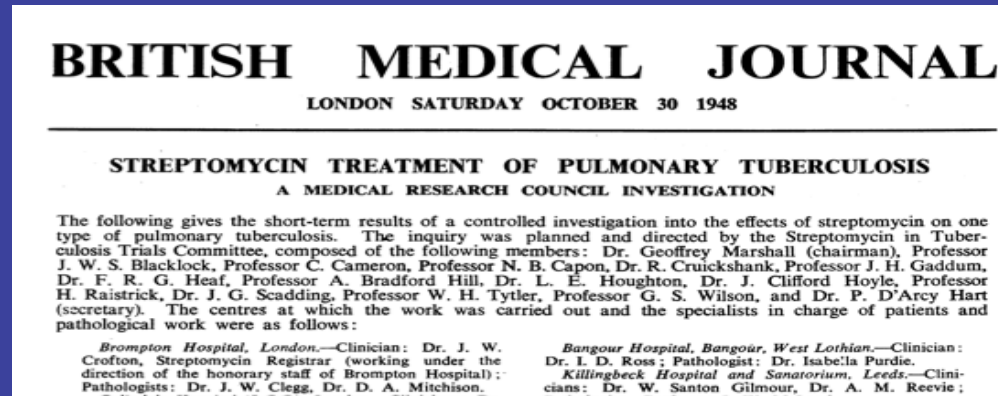 BRITISH MEDICAL JOURNAL
LONDON SATURDAY OCTOBER 30 1948
STREPTOMYCIN TREATMENT OF PULMONARY TUBERCULOSIS
A MEDICAL RESEARCH COUNCIL INVESTIGATION
The following gives the short-term results of a controlled investigation into the effects of streptomycin on one
type of pulmonary tuberculosis. The inquiry was planned and directed by the Streptomycin in Tuber-
culosis Trials Committee, composed of the following members: Dr. Geoffrey Marshall (chairman), Professor
J. W. S. Blacklock, Professor C. Cameron, Professor N. B. Capon, Dr. R. Cruickshank, Professor J. H. Gaddum,
Dr. F. R. G. Heaf, Professor A. Bradford Hill, Dr. L. E. Houghton, Dr. J. Clifford Hoyle, Professor
H. Raistrick, Dr. J. G. Scadding, Professor W. H. Tytler, Professor G. S. Wilson, and Dr. P. D'Arcy Hart
(secretary). The centres at which the work was carried out and the specialists in charge of patients and
pathological work were as follows:
Brompton Hospital, London.—Clinician: Dr. J. W.
Crofton, Streptomycin Registrar (working under the
direction of the honorary staff of Brompton Hospital);
Pathologists: Dr. J. W. Clegg, Dr. D. A. Mitchison.
Bangour Hospital, Bangour, West Lothian.—Clinician:
Dr. I. D. Ross; Pathologist: Dr. Isabella Purdie.
Killingbeck Hospital and Sanatorium, Leeds.—Clini-
cians: Dr. W. Santon Gilmour, Dr. A. M. Reevie;